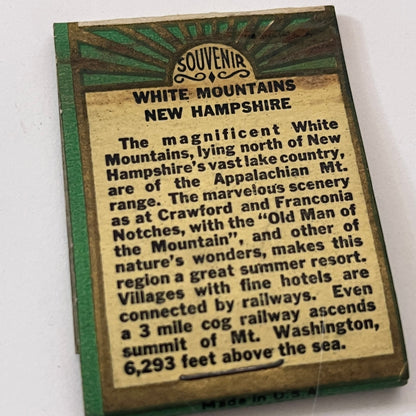 SOUVENIR
WHITE MOUNTAINS
NEW HAMPSHIRE
The magnificent White
Mountains, lying north of New
Hampshire's vast lake country,
are of the Appalachian Mt.
range. The marvelous scenery
as at Crawford and Franconia
Notches, with the "Old Man of
the Mountain", and other of
nature's wonders, makes this
region a great summer resort.
Villages with fine hotels are
connected by railways. Even
a 3 mile cog railway ascends
summit of Mt. Washington,
6,293 feet above the sea.
Made in U.S.A